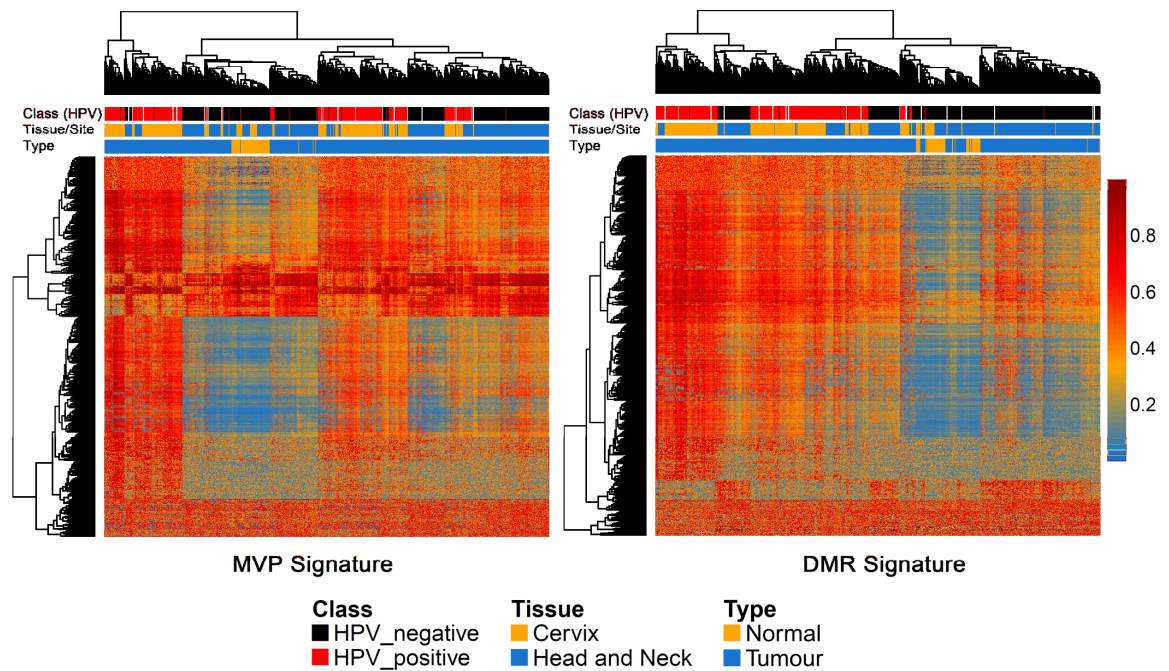 Class (HPV)
Tissue/Site
Type
Class (HPV)
Tissue/Site
Type
0.8
0.6
0.4
0.2
MVP Signature
DMR Signature
Class
HPV_negative
HPV_positive
Tissue
Cervix
Head and Neck
Type
Normal
Tumour